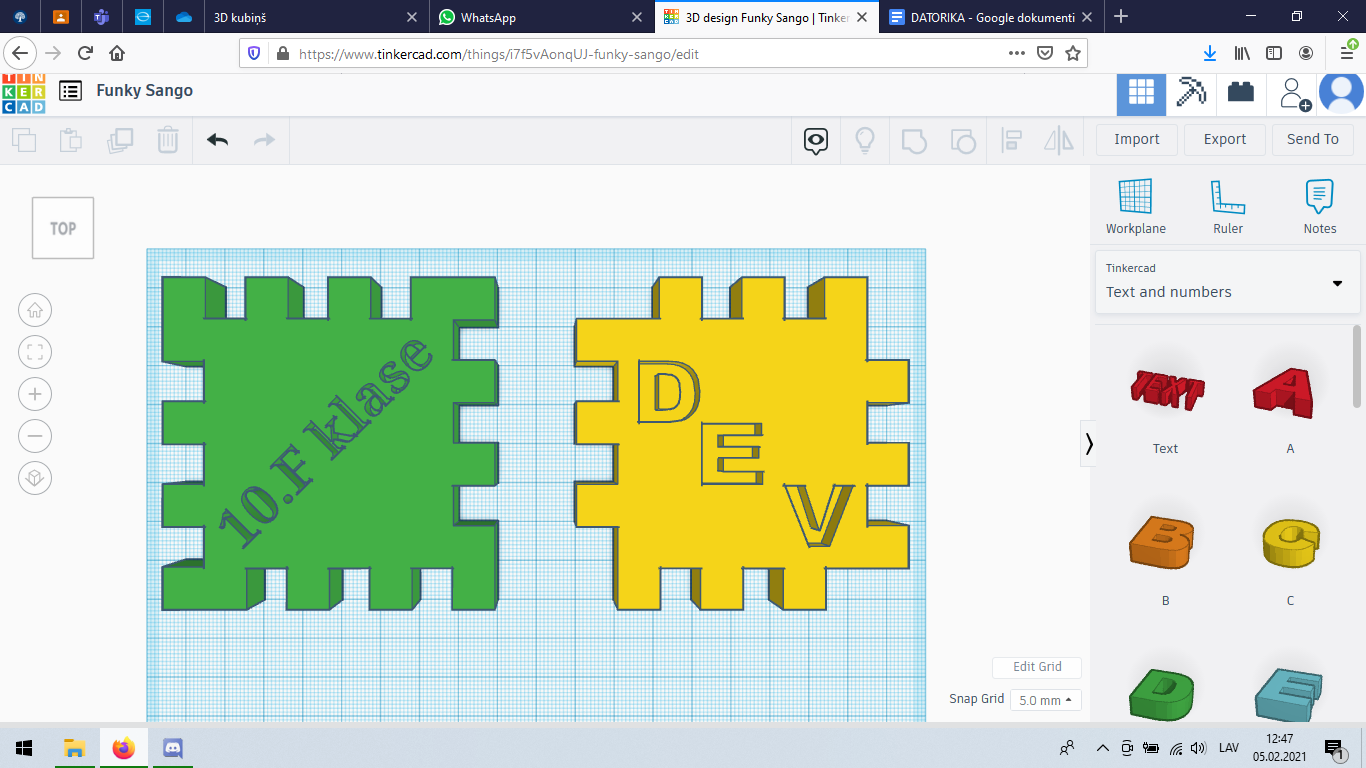 3D kubiņš
WhatsApp
3D design Funky Sango | Tinker
DATORIKA - Google dokumenti
https://www.tinkercad.com/things/i7f5vAonqUJ-funky-sango/edit
TIN
KER
CAD
Funky Sango
Import
Export
Send To
TOP
Workplane
Ruler
Notes
Tinkercad
Text and numbers
10.F klase
D
E
V
TEXT
A
Text
A
B
C
B
C
D
E
Edit Grid
Snap Grid
5.0 mm
LAV
12:47
05.02.2021
1